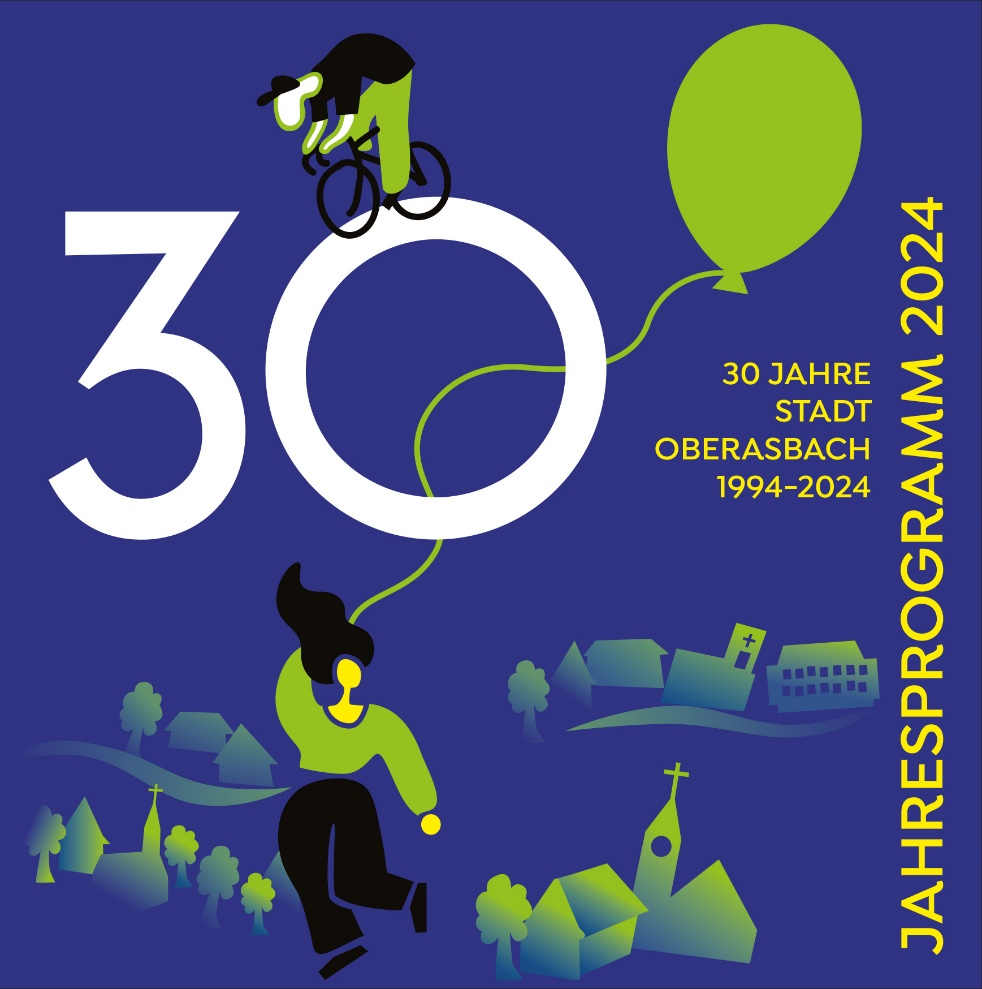 30
30 JAHRE
STADT
OBERASBACH
1994–2024
JAHRESPROGRAMM 2024